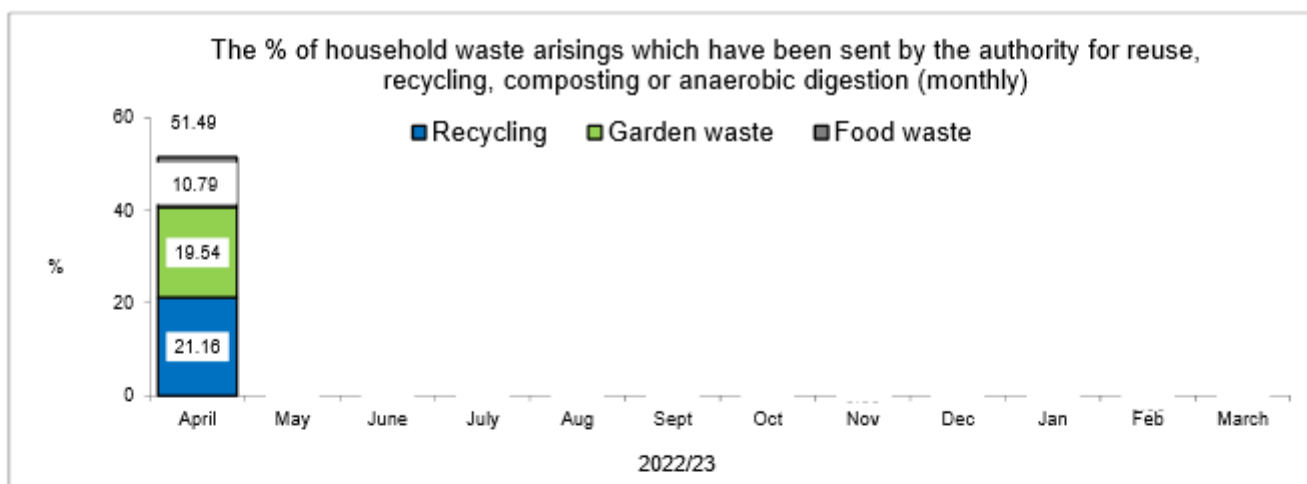 The % of household waste arisings which have been sent by the authority for reuse,
recycling, composting or anaerobic digestion (monthly)
60
51.49
Recycling Garden waste Food waste
10.79
40
19.54
%
20
21.16
0
April May June July Aug Sept Oct Nov Dec Jan Feb March
2022/23